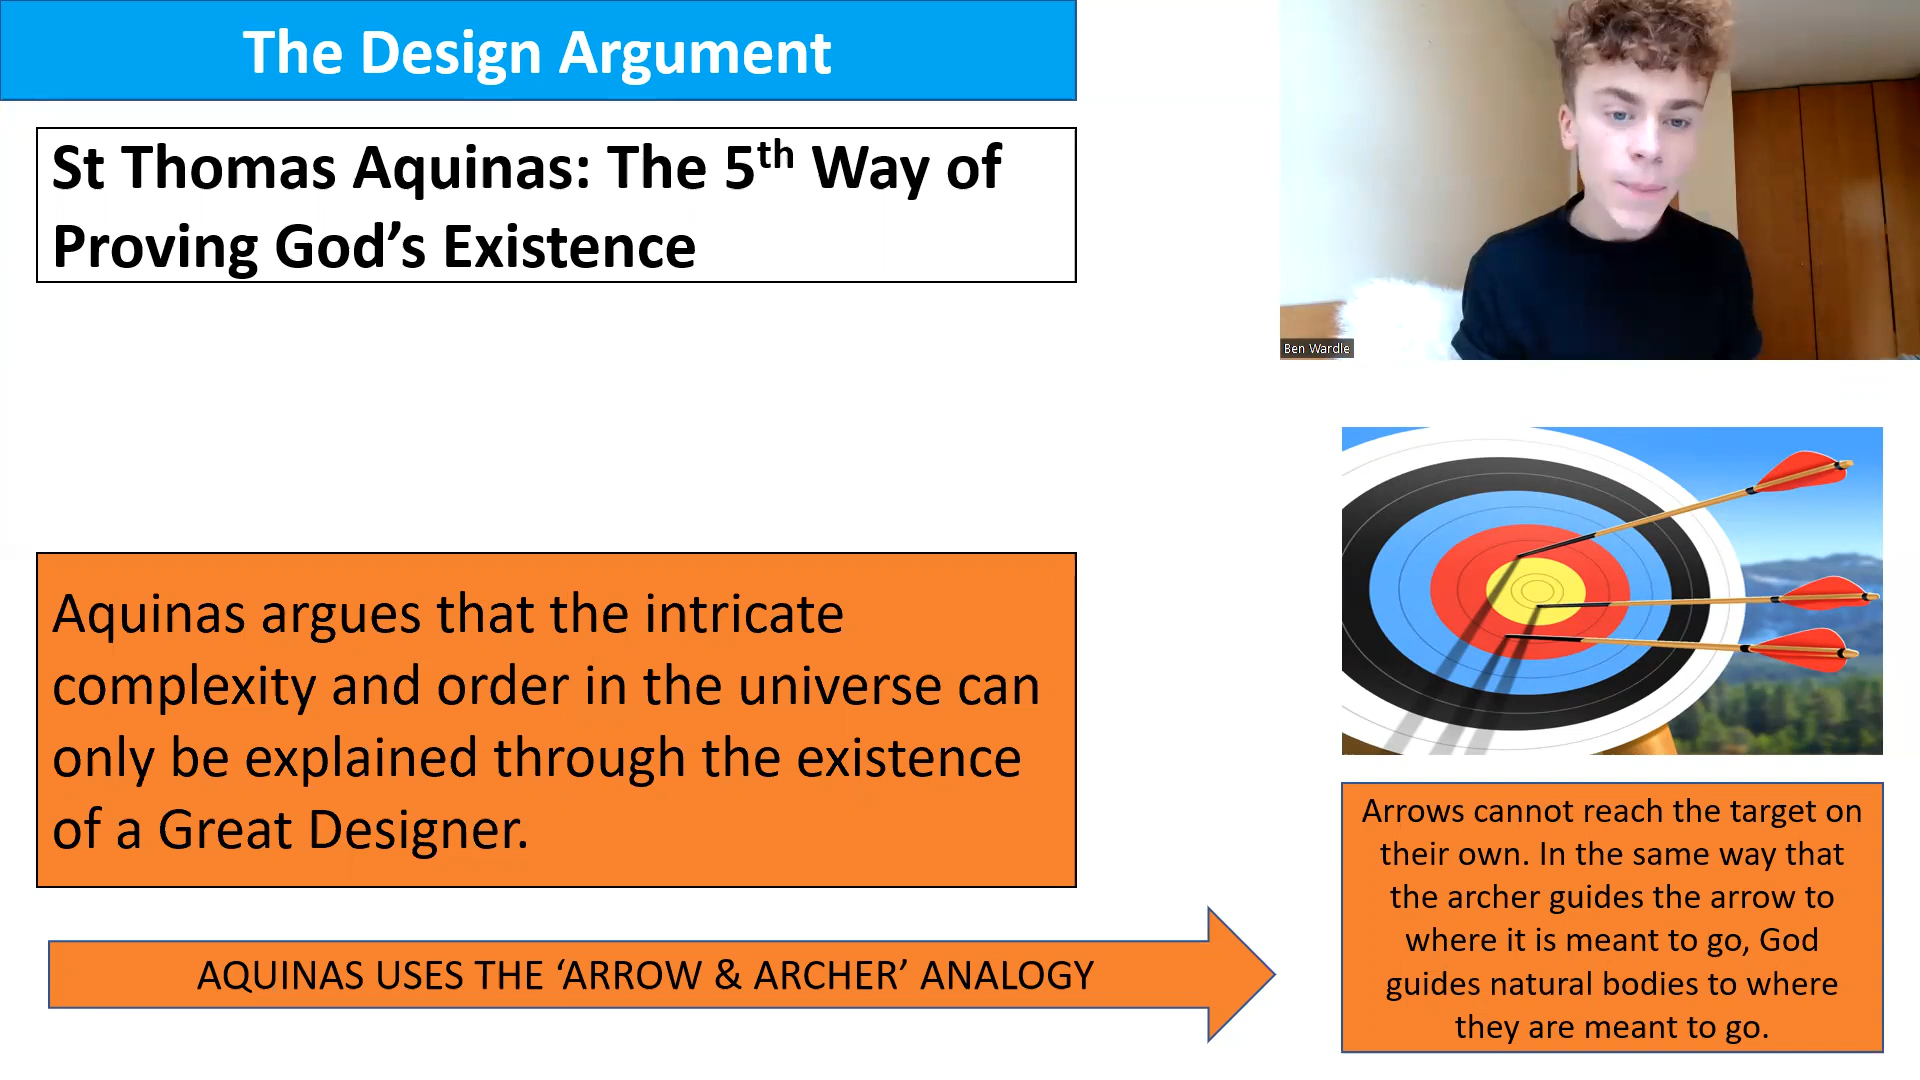 The Design Argument
St Thomas Aquinas: The 5th Way of
Proving God’s Existence
Ben Wardle
Aquinas argues that the intricate
complexity and order in the universe can
only be explained through the existence
of a Great Designer.
AQUINAS USES THE ‘ARROW & ARCHER’ ANALOGY
Arrows cannot reach the target on
their own. In the same way that
the archer guides the arrow to
where it is meant to go, God
guides natural bodies to where
they are meant to go.